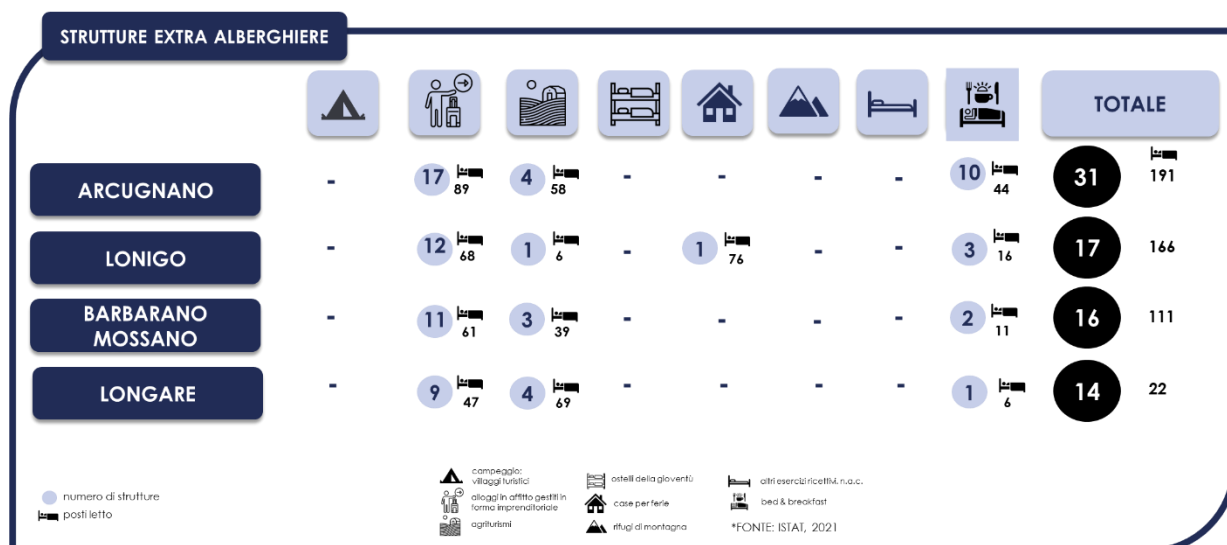 STRUTTURE EXTRA ALBERGHIERE
TOTALE
ARCUGNANO
-
17 89
4 58
-
-
-
-
10 44
31
191
LONIGO
-
12 68
1 6
-
1 76
-
-
3 16
17
166
BARBARANO
MOSSANO
-
11 61
3 39
-
-
-
-
2 11
16
111
LONGARE
-
9 47
4 69
-
-
-
-
1 6
14
22
numero di strutture
posti letto
campeggio:
villaggi turistici
alloggi in affitto gestiti in
forma imprenditoriale
agriturismi
ostelli della gioventù
case per ferie
rifugi di montagna
altri esercizi ricettivi. n.a.c.
bed & breakfast
*FONTE: ISTAT, 2021